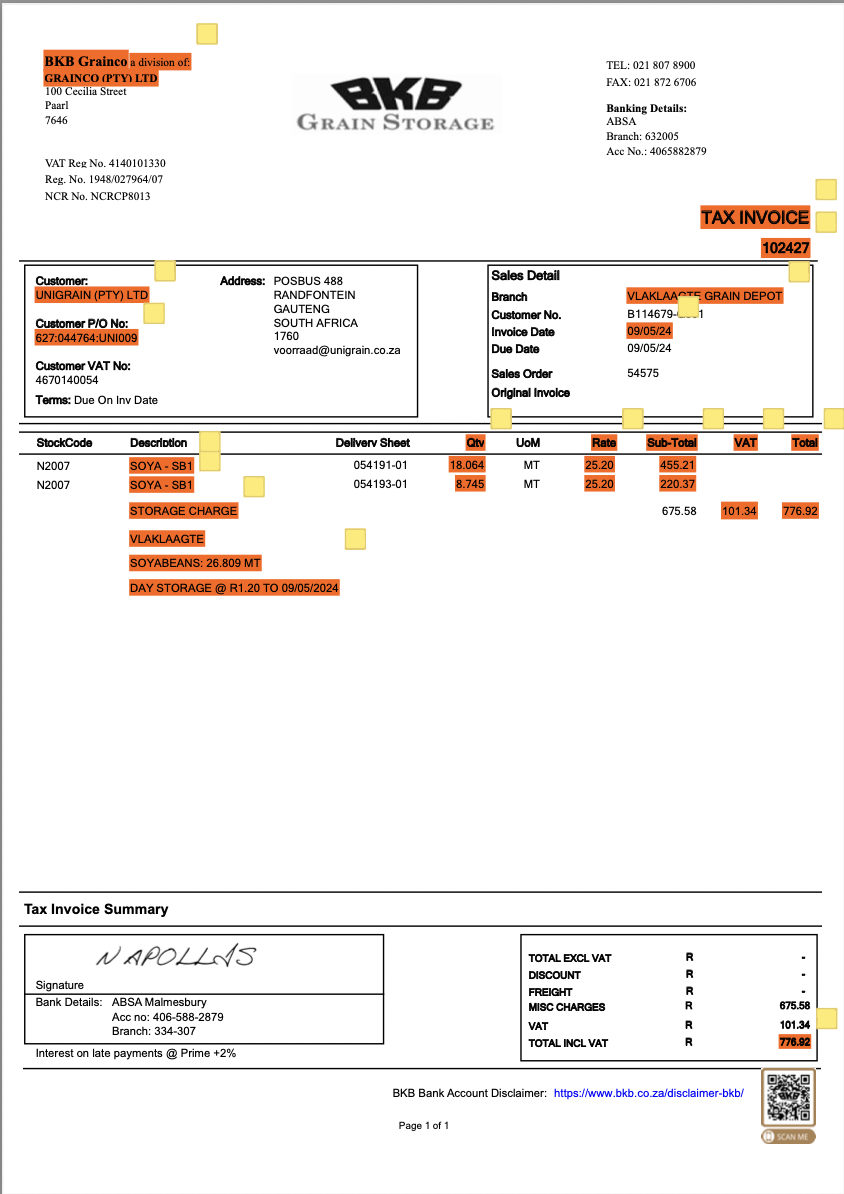 BKB Grainco a division of:
GRAINCO (PTY) LTD
100 Cecilia Street
Paarl
7646
VAT Reg No. 4140101330
Reg. No. 1948/027964/07
NCR No. NCRCP8013
BKB
GRAIN STORAGE
TEL: 021 807 8900
FAX: 021 872 6706
Banking Details:
ABSA
Branch: 632005
Acc No.: 4065882879
TAX INVOICE
102427
Customer:
UNIGRAIN (PTY) LTD
Customer P/O No:
627:044764:UNI009
Customer VAT No:
4670140054
Terms: Due On Inv Date
Address: POSBUS 488
RANDFONTEIN
GAUTENG
SOUTH AFRICA
1760
voorraad@unigrain.co.za
Sales Detail
Branch VLAKLAAGTE GRAIN DEPOT
Customer No.
Invoice Date 09/05/24
Due Date 09/05/24
Sales Order 54575
Original Invoice
StockCode Description Delivery Sheet Qty UoM Rate Sub-Total VAT Total
N2007 SOYA - SB1 054191-01 18.064 MT 25.20 455.21
N2007 SOYA - SB1 054193-01 8.745 MT 25.20 220.37
STORAGE CHARGE 675.58 101.34 776.92
VLAKLAAGTE
SOYABEANS: 26.809 MT
DAY STORAGE @ R1.20 TO 09/05/2024
Tax Invoice Summary
N APOLLAS
Signature
Bank Details: ABSA Malmesbury
Acc no: 406-588-2879
Branch: 334-307
Interest on late payments @ Prime +2%
TOTAL EXCL VAT R -
DISCOUNT R -
FREIGHT R -
MISC CHARGES R 675.58
VAT R 101.34
TOTAL INCL VAT R 776.92
BKB Bank Account Disclaimer: https://www.bkb.co.za/disclaimer-bkb/
BKB
SCAN ME
Page 1 of 1